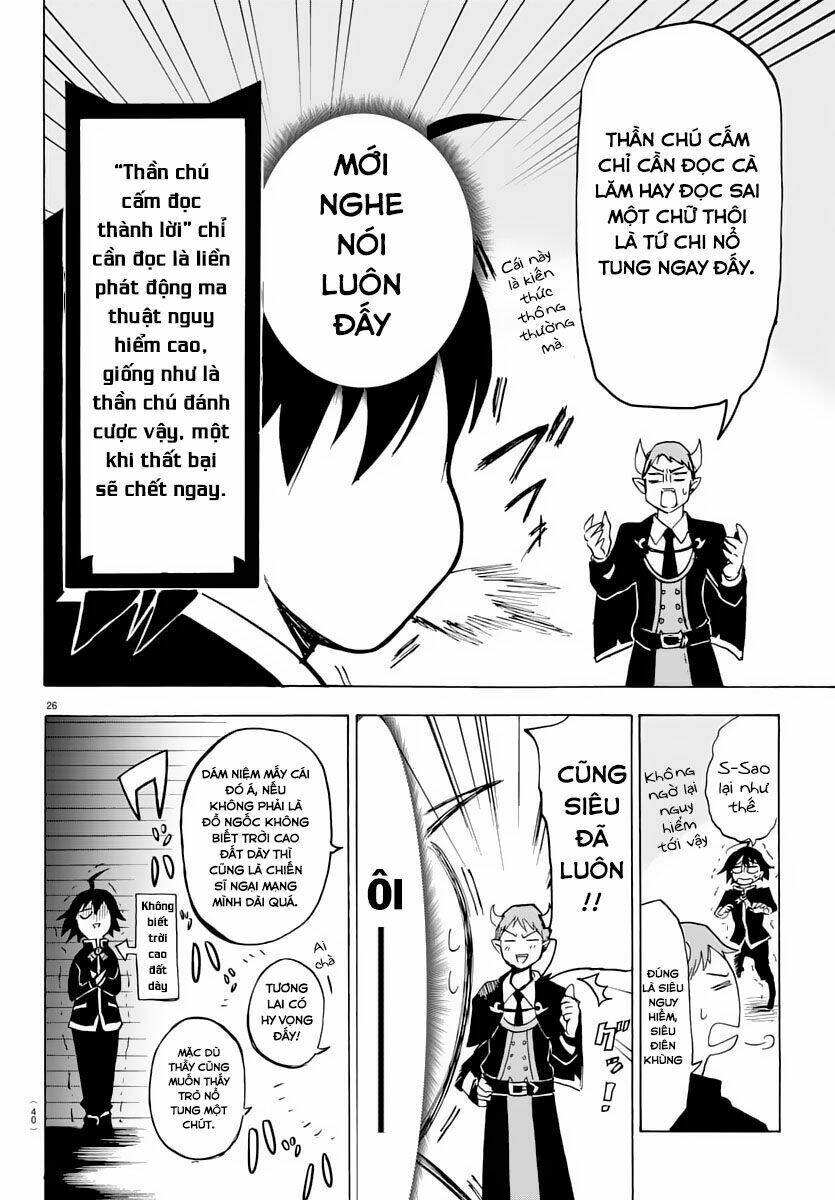 THẦN CHÚ CẤM
CHỈ CẦN ĐỌC CÀ
LĂM HAY ĐỌC SAI
MỘT CHỮ THÔI
LÀ TỨ CHI NỔ
TUNG NGAY ĐẤY.
Cái này
là kiến
thức
thông
thường
mà
MỚI
NGHE
NÓI
LUÔN
ĐẤY
“Thần chú
cấm đọc
thành lời” chỉ
cần đọc là liền
phát động ma
thuật nguy
hiểm cao,
giống như là
thần chú đánh
cược vậy, một
khi thất bại
sẽ chết ngay.
26
S-Sao
lại như
thế.
Không
ngờ lại
nguy
hiểm
tới vậy
ĐÚNG
LÀ SIÊU
NGUY
HIỂM,
SIÊU
ĐIÊN
KHÙNG
CŨNG
SIÊU
ĐÃ
LUÔN
!!
ÔI
DÁM NIỆM MẤY CÁI
ĐÓ Á, NẾU
KHÔNG PHẢI LÀ
ĐỒ NGỐC KHÔNG
BIẾT TRỜI CAO
ĐẤT DÀY THÌ
CŨNG LÀ CHIẾN
SĨ NGẠI MẠNG
MÌNH DÀI QUÁ.
Không
biết
trời
cao
đất
dày
Ai
chà
TƯƠNG
LAI CÓ
HY VỌNG
ĐẤY!
MẶC DÙ
THẦY CŨNG
MUỐN THẤY
TRÒ NỔ
TUNG MỘT
CHÚT.
(40)